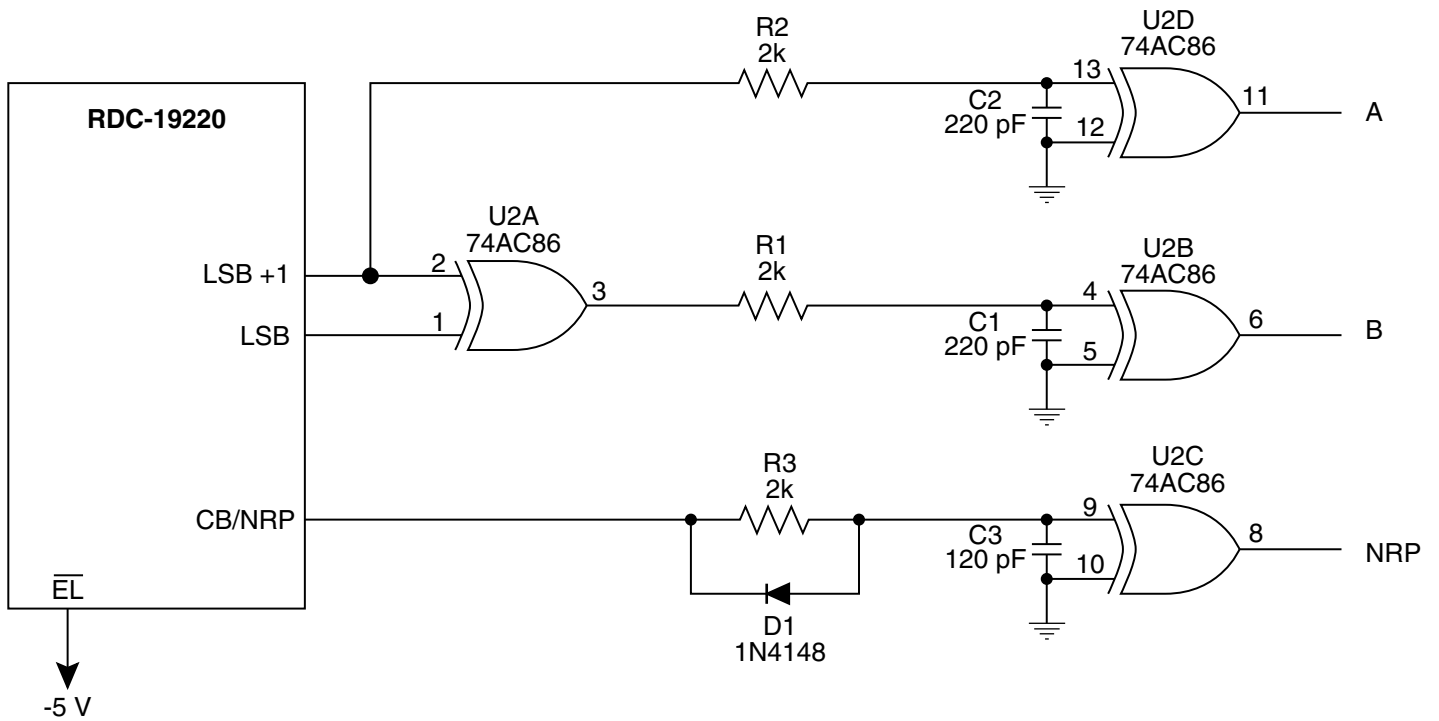 RDC-19220
LSB +1
LSB
CB/NRP
EL
-5 V
U2A
74AC86
2
1
3
R2
2k
C2
220 pF
13
12
U2D
74AC86
11
A
R1
2k
C1
220 pF
4
5
U2B
74AC86
6
B
R3
2k
D1
1N4148
C3
120 pF
9
10
U2C
74AC86
8
NRP